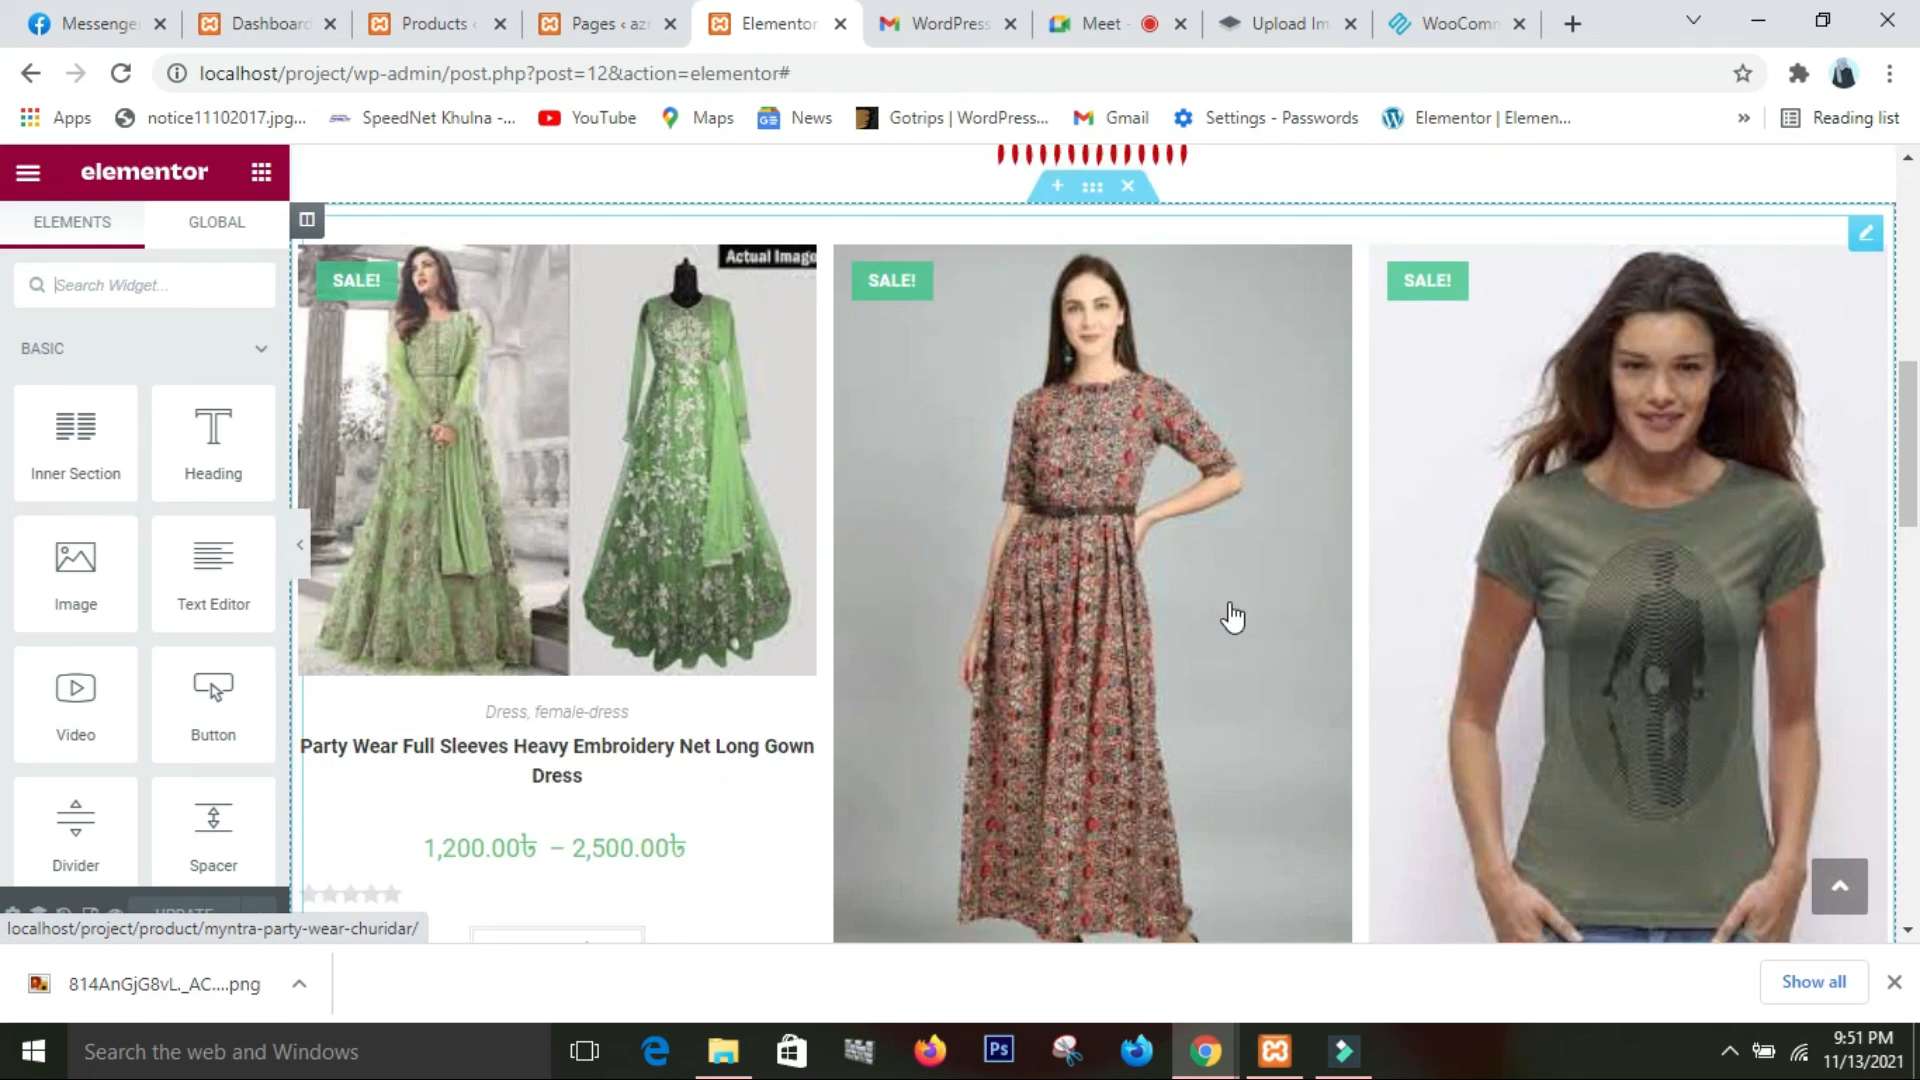 Messenge
Dashboard
Products ‹
Pages ‹ az
Elementor
WordPress
Meet -
Upload Im
WooComm
localhost/project/wp-admin/post.php?post=12&action=elementor#
Apps
notice11102017.jpg...
SpeedNet Khulna -...
YouTube
Maps
News
Gotrips | WordPress...
Gmail
Settings - Passwords
Elementor | Elemen...
»
Reading list
elementor
ELEMENTS
GLOBAL
Search Widget...
BASIC
Inner Section
Heading
Image
Text Editor
Video
Button
Divider
Spacer
UPDATE
SALE!
Actual Image
SALE!
SALE!
Dress, female-dress
Party Wear Full Sleeves Heavy Embroidery Net Long Gown
Dress
1,200.00৳ – 2,500.00৳
localhost/project/product/myntra-party-wear-churidar/
814AnGjG8vL._AC....png
Show all
Search the web and Windows
Ps
9:51 PM
11/13/2021